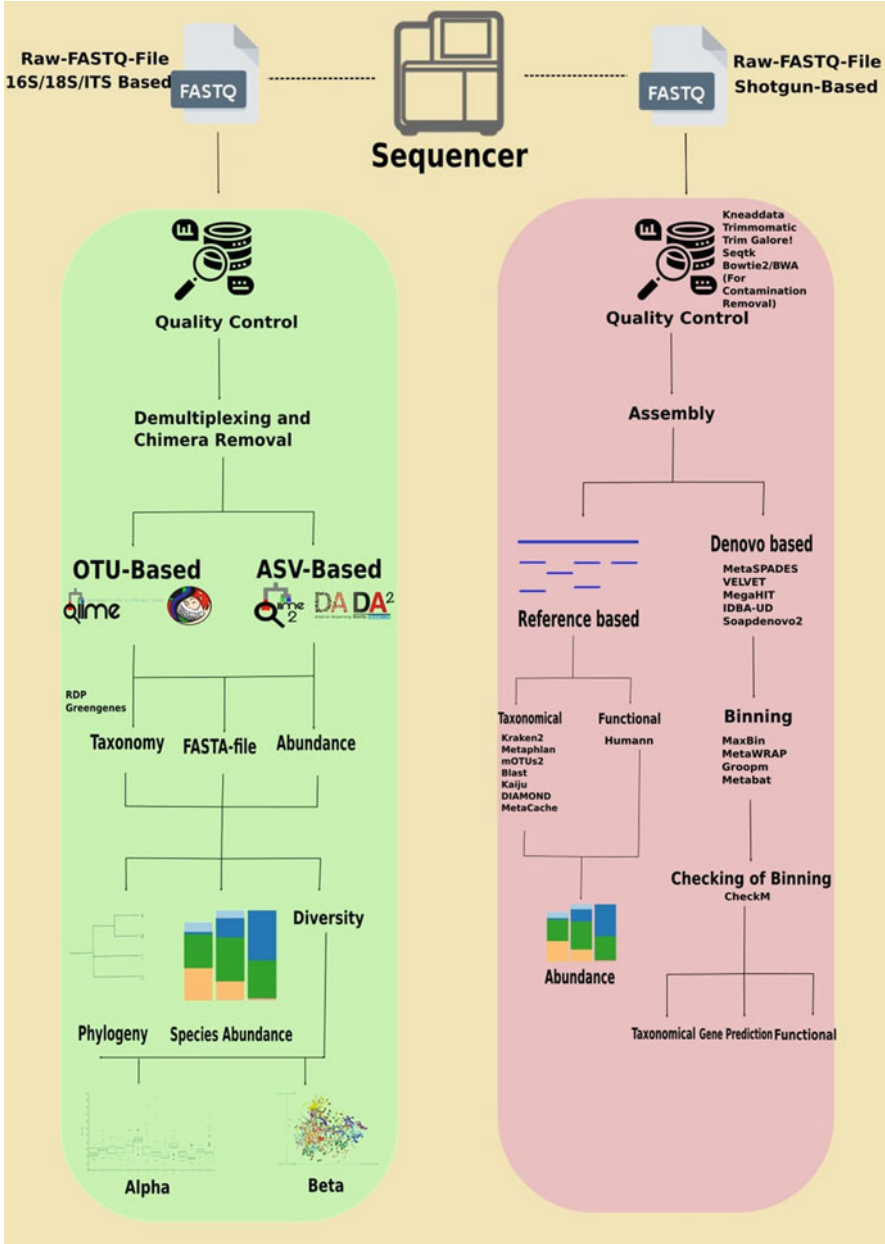 Raw-FASTQ-File
16S/18S/ITS Based
FASTQ
Sequencer
FASTQ
Raw-FASTQ-File
Shotgun-Based
Quality Control
Demultiplexing and
Chimera Removal
OTU-Based
ASV-Based
qiime
Qiime
2
DADA2
RDP
Greengenes
Taxonomy
FASTA-file
Abundance
Diversity
Phylogeny
Species Abundance
Alpha
Beta
Kneaddata
Trimmomatic
Trim Galore!
Seqtk
Bowtie2/BWA
(For
Contamination
Removal)
Quality Control
Assembly
Reference based
Denovo based
MetaSPADES
VELVET
MegaHIT
IDBA-UD
Soapdenovo2
Taxonomical
Kraken2
Metaphlan
mOTUs2
Blast
Kaiju
DIAMOND
MetaCache
Functional
Humann
Abundance
Binning
MaxBin
MetaWRAP
Groopm
Metabat
Checking of Binning
CheckM
Taxonomical
Gene Prediction
Functional